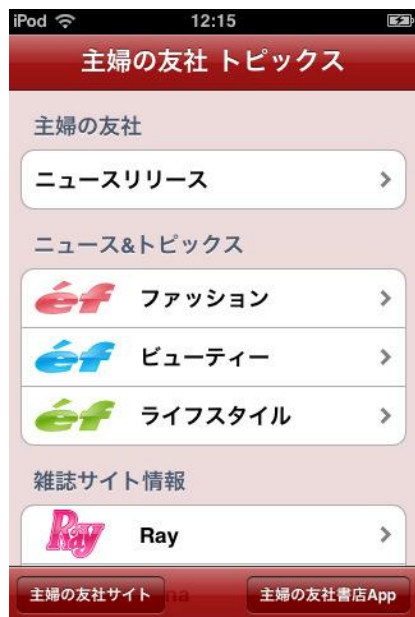 iPod 12:15
主婦の友社 トピックス
主婦の友社
ニュースリリース
ニュース&トピックス
éf ファッション
éf ビューティー
éf ライフスタイル
雑誌サイト情報
Ray Ray
主婦の友社サイト na 主婦の友社書店App